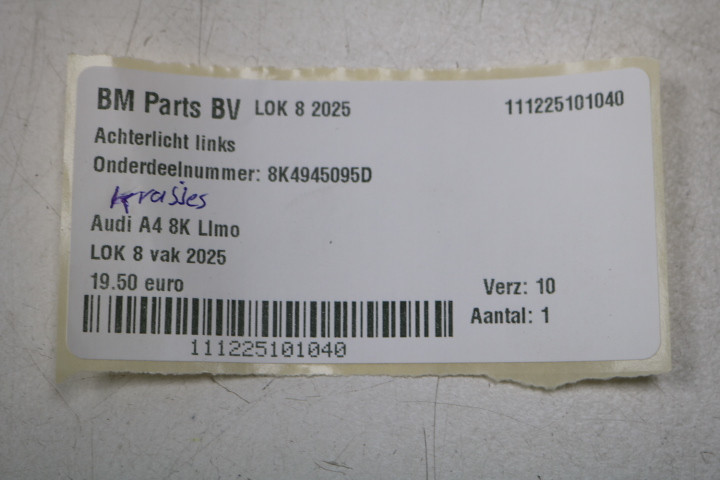 BM Parts BV LOK 8 2025 111225101040
Achterlicht links
Onderdeelnummer: 8K4945095D
krasjes
Audi A4 8K LImo
LOK 8 vak 2025
19.50 euro Verz: 10
Aantal: 1
111225101040